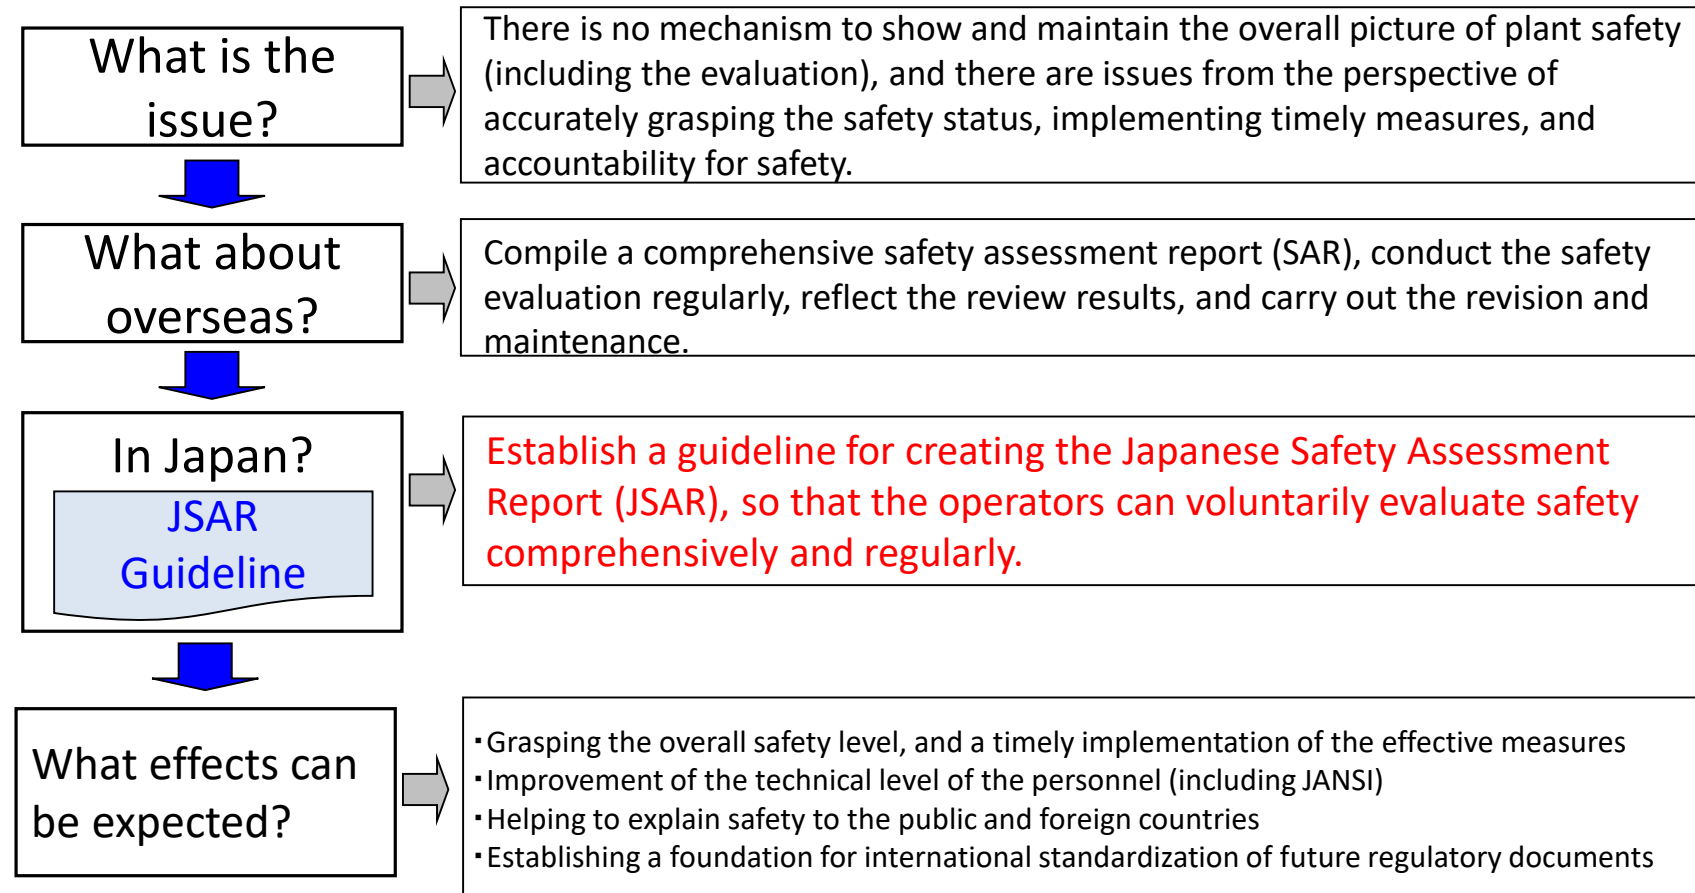 What is the
issue?
There is no mechanism to show and maintain the overall picture of plant safety
(including the evaluation), and there are issues from the perspective of
accurately grasping the safety status, implementing timely measures, and
accountability for safety.
What about
overseas?
Compile a comprehensive safety assessment report (SAR), conduct the safety
evaluation regularly, reflect the review results, and carry out the revision and
maintenance.
In Japan?
JSAR
Guideline
Establish a guideline for creating the Japanese Safety Assessment
Report (JSAR), so that the operators can voluntarily evaluate safety
comprehensively and regularly.
What effects can
be expected?
・Grasping the overall safety level, and a timely implementation of the effective measures
・Improvement of the technical level of the personnel (including JANSI)
・Helping to explain safety to the public and foreign countries
・Establishing a foundation for international standardization of future regulatory documents